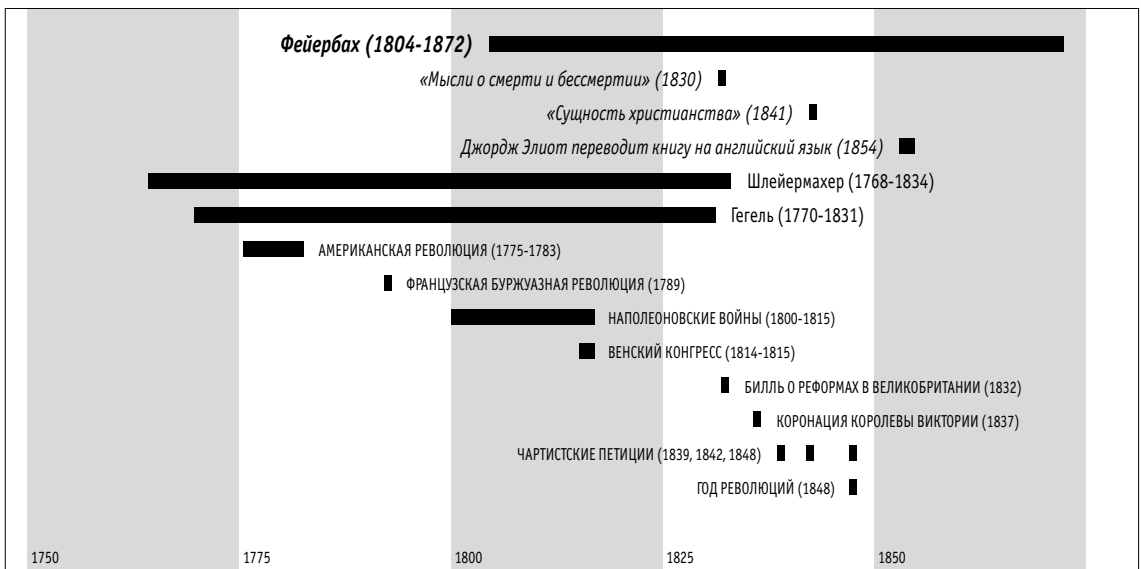 Фейербах (1804-1872)
«Мысли о смерти и бессмертии» (1830)
«Сущность христианства» (1841)
Джордж Элиот переводит книгу на английский язык (1854)
Шлейермахер (1768-1834)
Гегель (1770-1831)
АМЕРИКАНСКАЯ РЕВОЛЮЦИЯ (1775-1783)
ФРАНЦУЗСКАЯ БУРЖУАЗНАЯ РЕВОЛЮЦИЯ (1789)
НАПОЛЕОНОВСКИЕ ВОЙНЫ (1800-1815)
ВЕНСКИЙ КОНГРЕСС (1814-1815)
БИЛЛЬ О РЕФОРМАХ В ВЕЛИКОБРИТАНИИ (1832)
КОРОНАЦИЯ КОРОЛЕВЫ ВИКТОРИИ (1837)
ЧАРТИСТСКИЕ ПЕТИЦИИ (1839, 1842, 1848)
ГОД РЕВОЛЮЦИЙ (1848)
1750 1775 1800 1825 1850